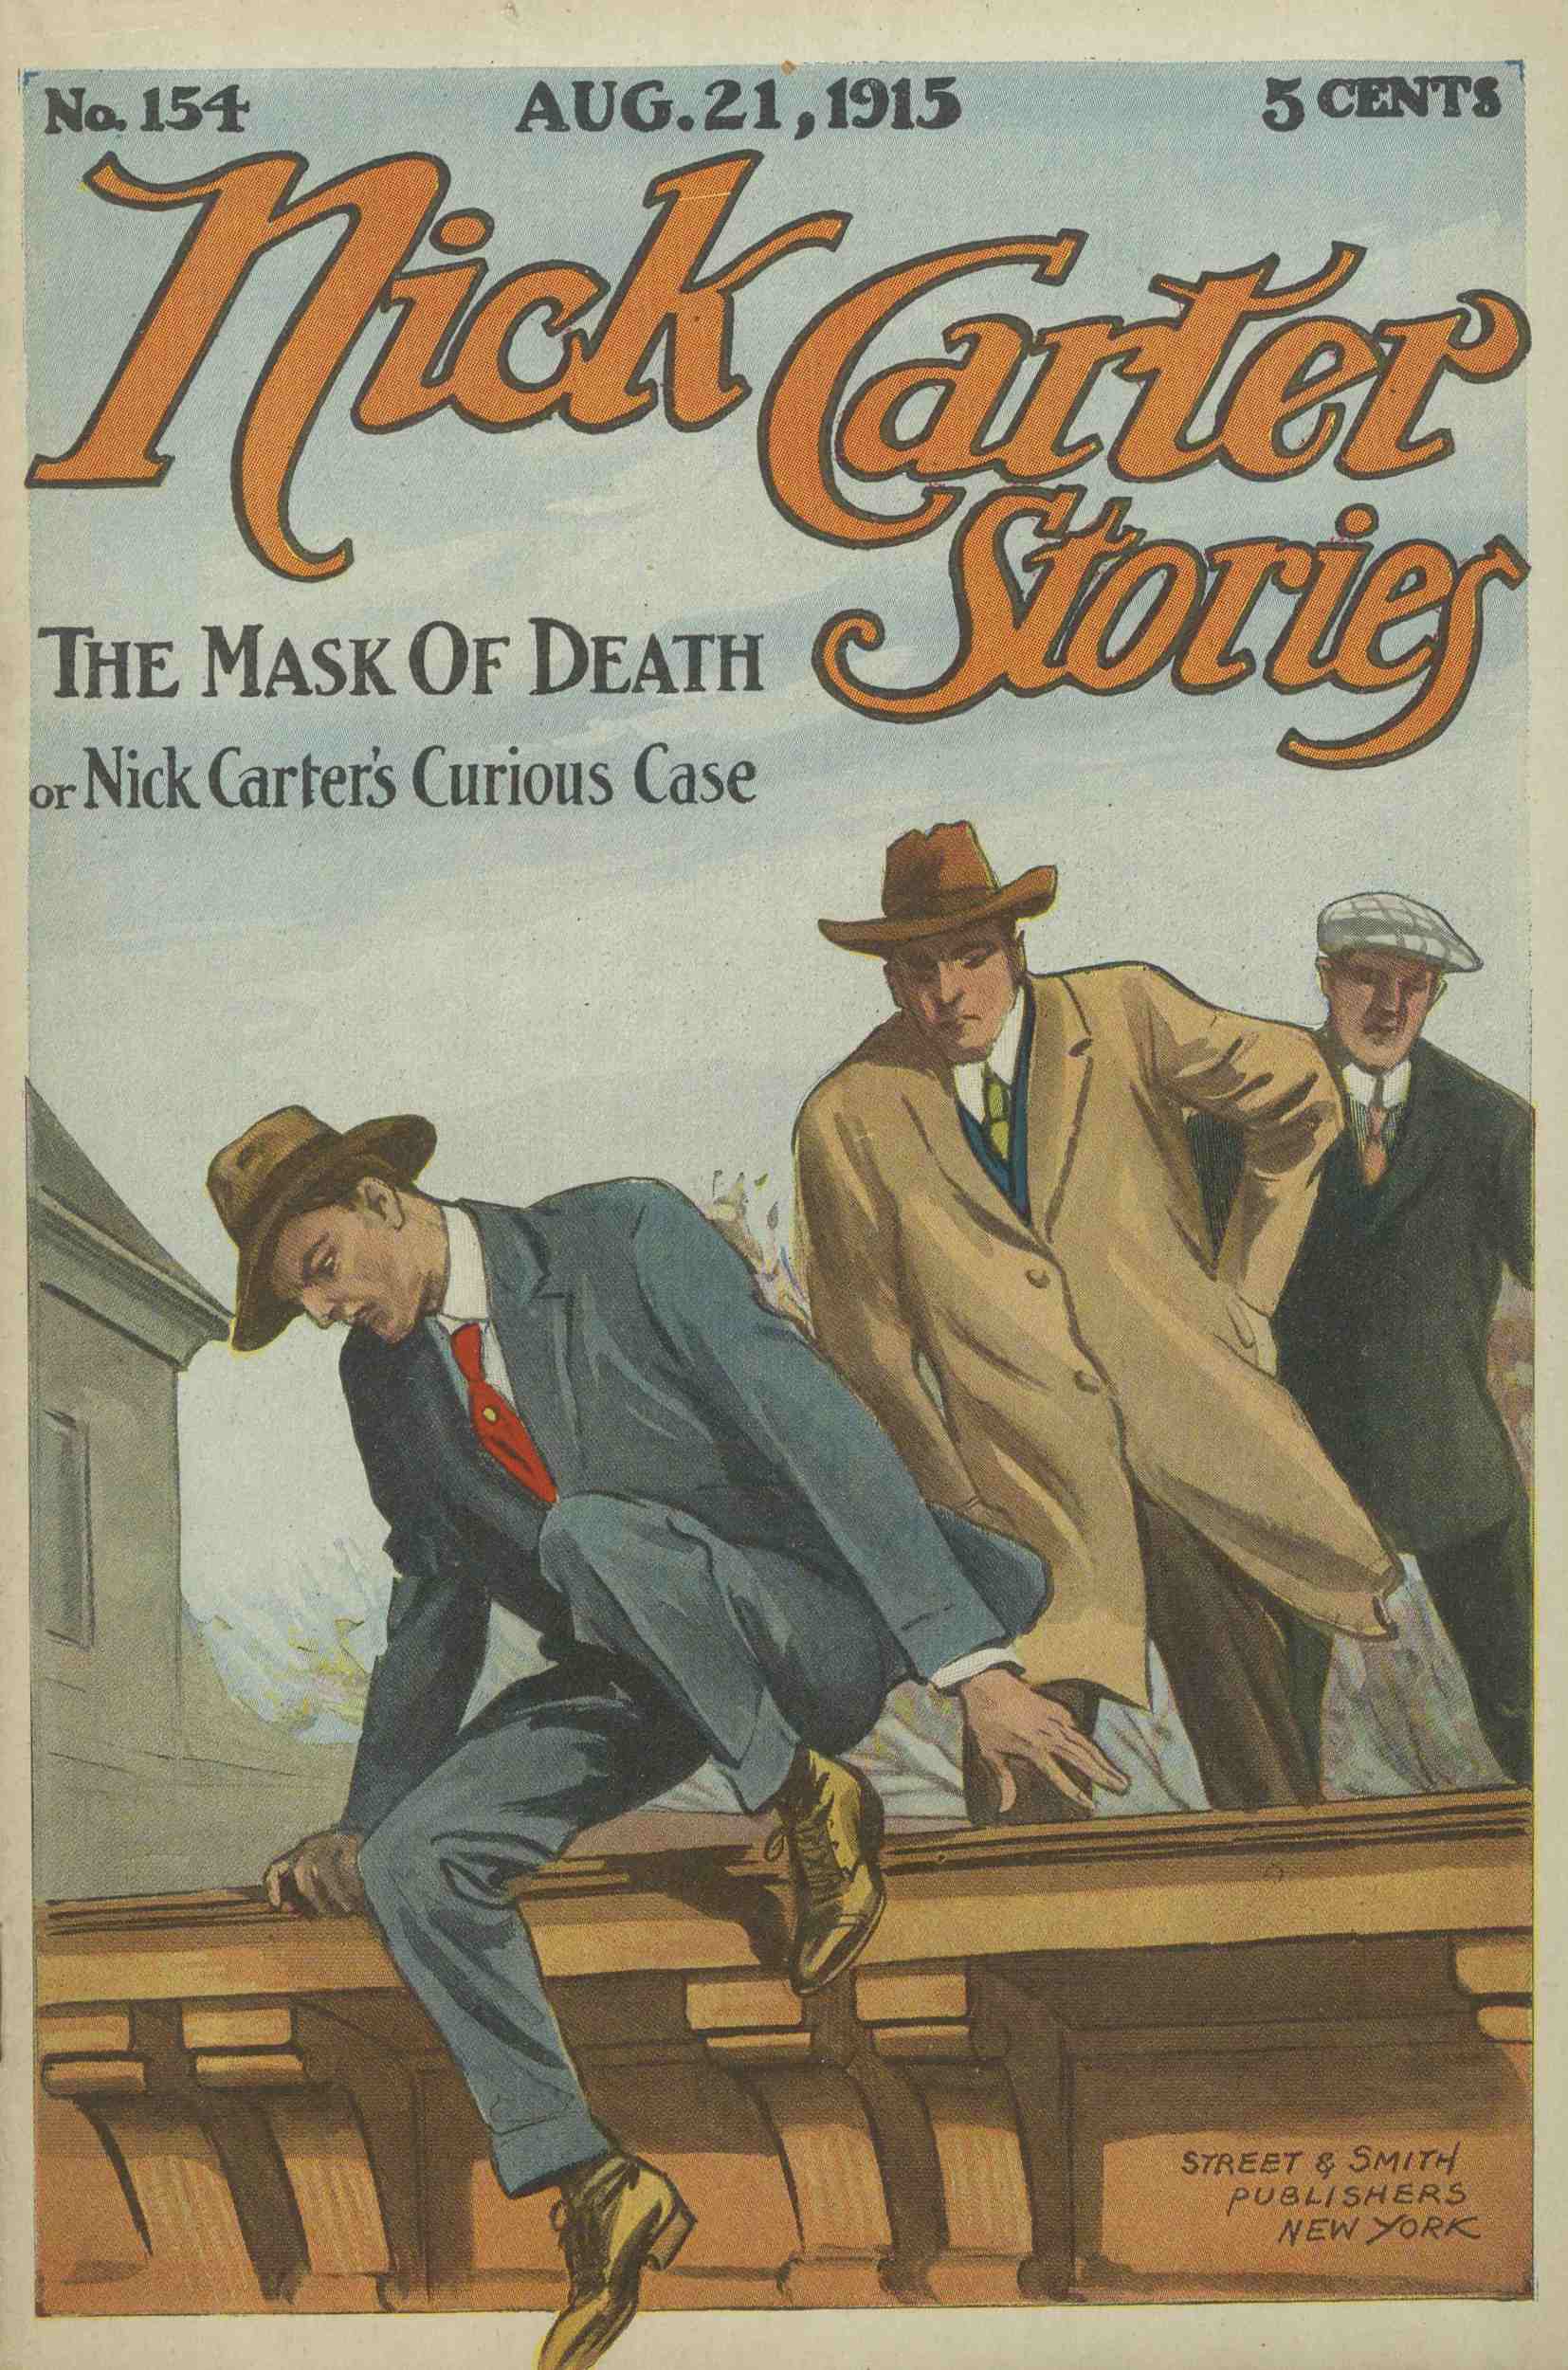 No. 154 AUG. 21, 1915 5 CENTS
Nick Carter
Stories
THE MASK OF DEATH
or Nick Carter's Curious Case
STREET & SMITH
PUBLISHERS
NEW YORK